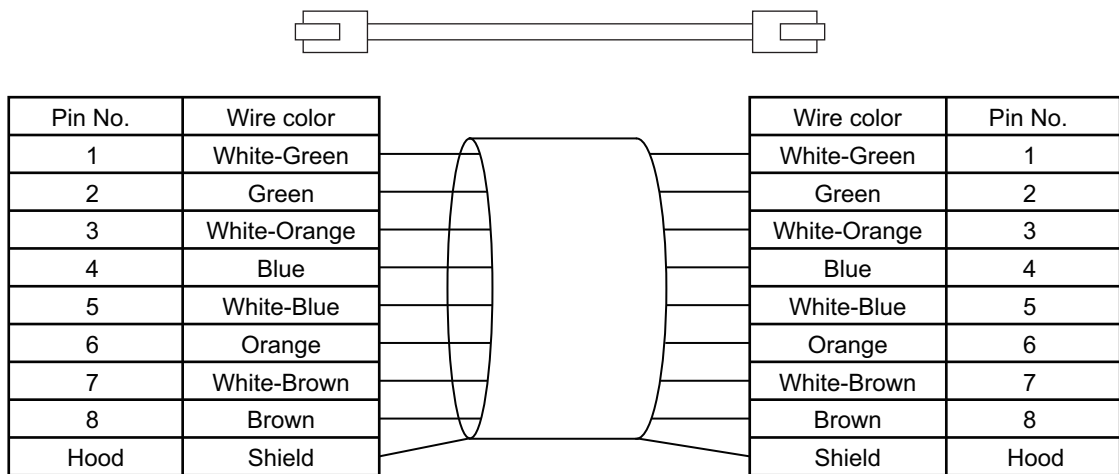 Pin No. Wire color Wire color Pin No.
1 White-Green White-Green 1
2 Green Green 2
3 White-Orange White-Orange 3
4 Blue Blue 4
5 White-Blue White-Blue 5
6 Orange Orange 6
7 White-Brown White-Brown 7
8 Brown Brown 8
Hood Shield Shield Hood